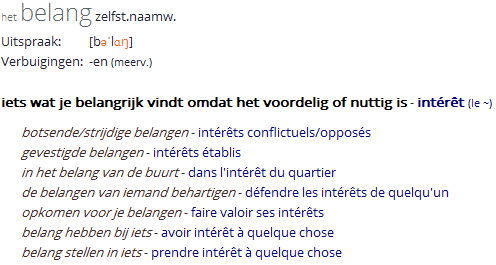 het belang zelfst.naamw.
Uitspraak: [bəˈlɑŋ]
Verbuigingen: -en (meerv.)
iets wat je belangrijk vindt omdat het voordelig of nuttig is - intérêt (le ~)
botsende/strijdige belangen - intérêts conflictuels/opposés
gevestigde belangen - intérêts établis
in het belang van de buurt - dans l'intérêt du quartier
de belangen van iemand behartigen - défendre les intérêts de quelqu'un
opkomen voor je belangen - faire valoir ses intérêts
belang hebben bij iets - avoir intérêt à quelque chose
belang stellen in iets - prendre intérêt à quelque chose